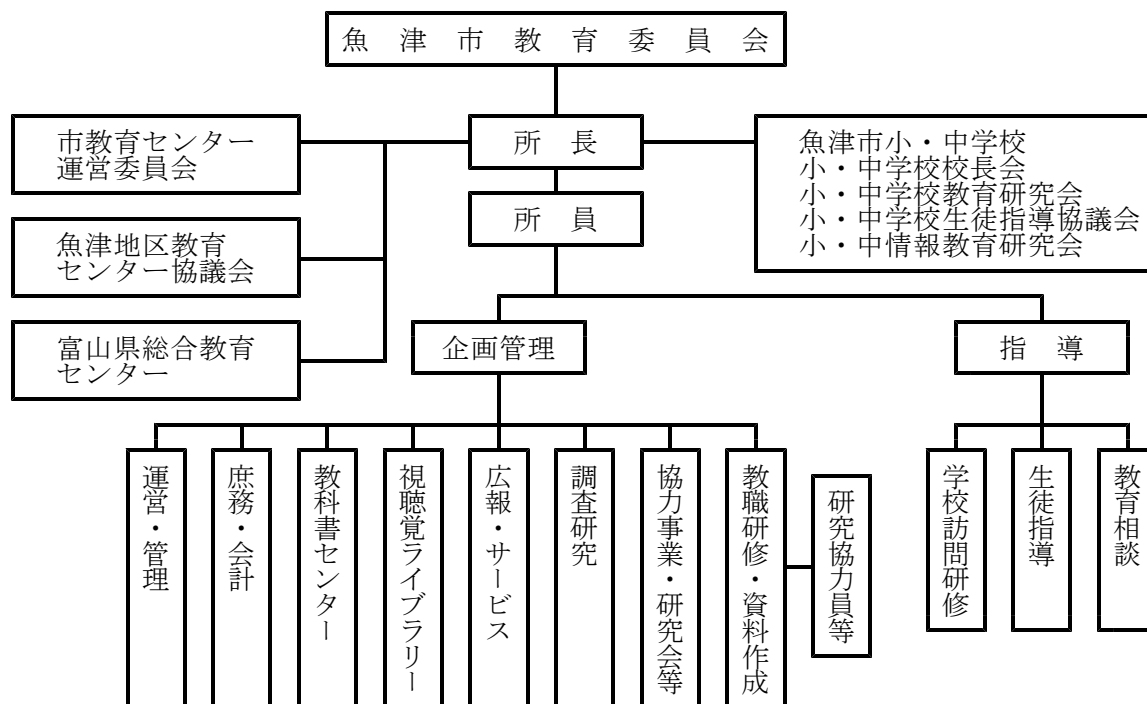 魚津市教育委員会
市教育センター
運営委員会
所長
魚津市小・中学校
小・中学校校長会
小・中学校教育研究会
小・中学校生徒指導協議会
小・中情報教育研究会
所員
魚津地区教育
センター協議会
富山県総合教育
センター
企画管理
指導
運営・管理
庶務・会計
教科書センター
視聴覚ライブラリー
広報・サービス
調査研究
協力事業・研究会等
教職研修・資料作成
研究協力員等
学校訪問研修
生徒指導
教育相談